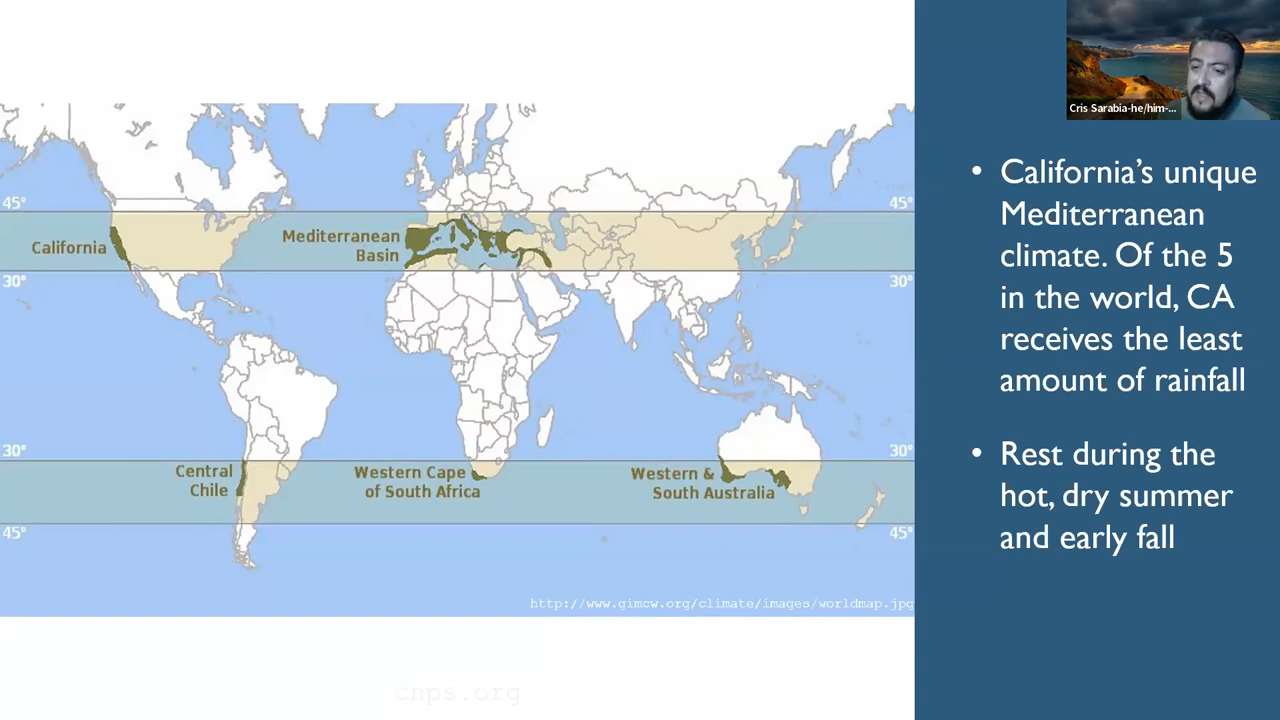 Cris Sarabia-he/him-...
45°
45°
California
Mediterranean
Basin
30°
30°
30°
30°
Central
Chile
Western Cape
of South Africa
Western &
South Australia
45°
45°
http://www.gimcw.org/climate/images/worldmap.jpg
cnps.org
• California’s unique
Mediterranean
climate. Of the 5
in the world, CA
receives the least
amount of rainfall
• Rest during the
hot, dry summer
and early fall